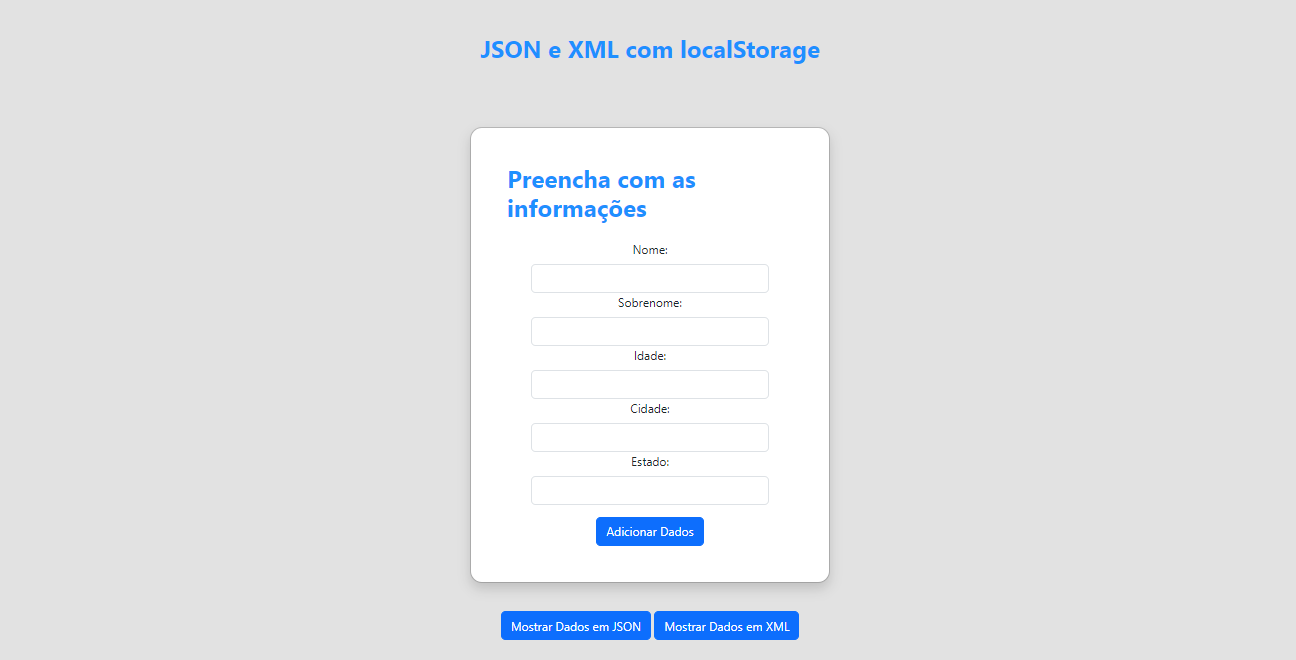 JSON e XML com localStorage
Preencha com as
informações
Nome:
Sobrenome:
Idade:
Cidade:
Estado:
Adicionar Dados
Mostrar Dados em JSON Mostrar Dados em XML